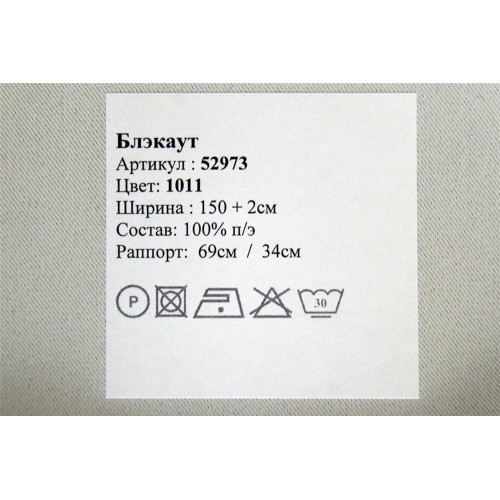 Блэкаут
Артикул : 52973
Цвет: 1011
Ширина : 150 + 2см
Состав: 100% п/э
Раппорт: 69см / 34см
P 30